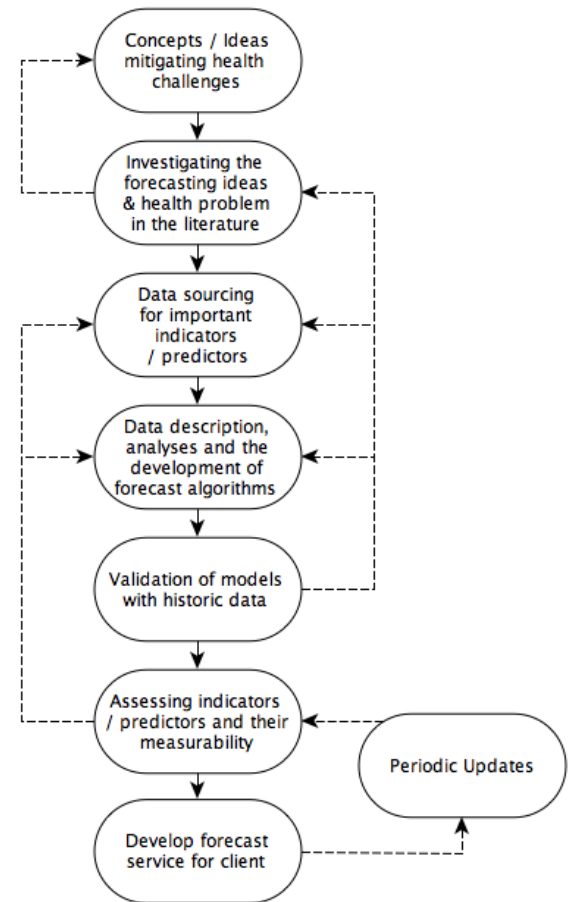 Concepts / Ideas
mitigating health
challenges
Investigating the
forecasting ideas
& health problem
in the literature
Data sourcing
for important
indicators
/ predictors
Data description,
analyses and the
development of
forecast algorithms
Validation of models
with historic data
Assessing indicators
/ predictors and their
measurability
Periodic Updates
Develop forecast
service for client